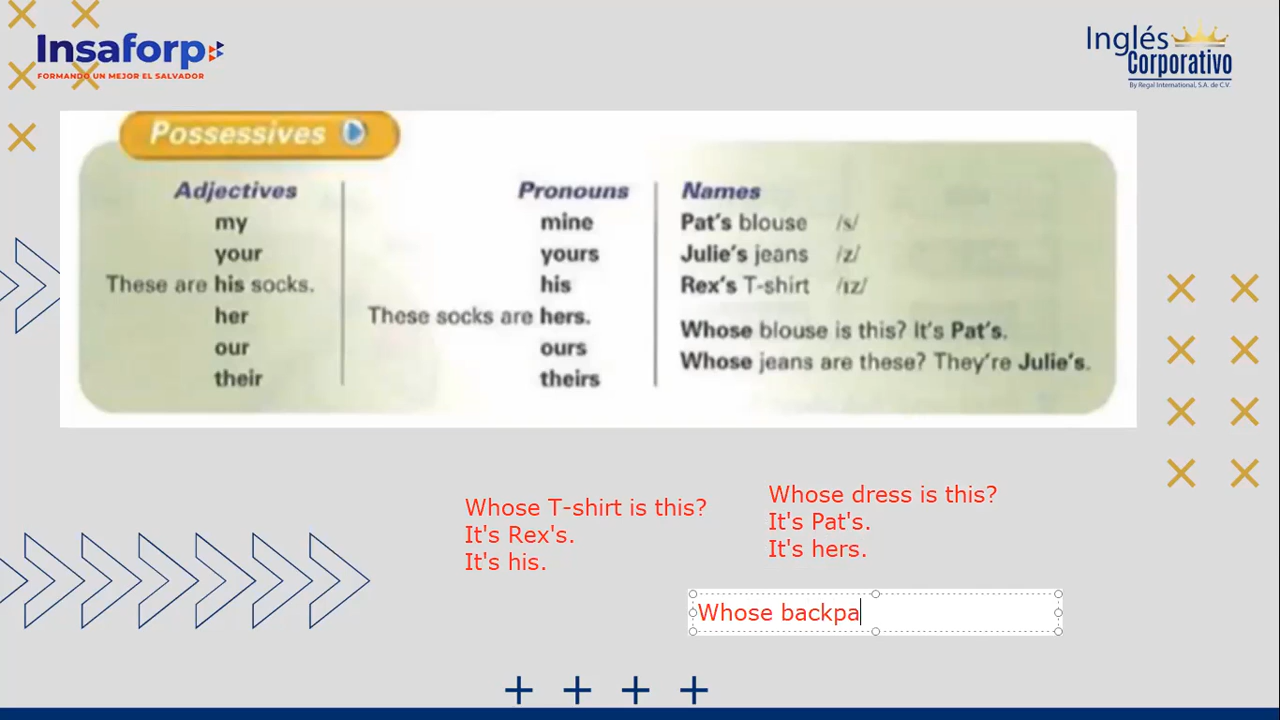 Insaforp
FORMANDO UN MEJOR EL SALVADOR
Inglés
Corporativo
By Regal International, S.A. de C.V.
Possessives
Adjectives
my
your
These are his socks.
her
our
their
Pronouns
mine
yours
his
These socks are hers.
ours
theirs
Names
Pat's blouse /s/
Julie's jeans /z/
Rex's T-shirt /ɪz/
Whose blouse is this? It's Pat's.
Whose jeans are these? They're Julie's.
Whose T-shirt is this?
It's Rex's.
It's his.
Whose dress is this?
It's Pat's.
It's hers.
Whose backpa